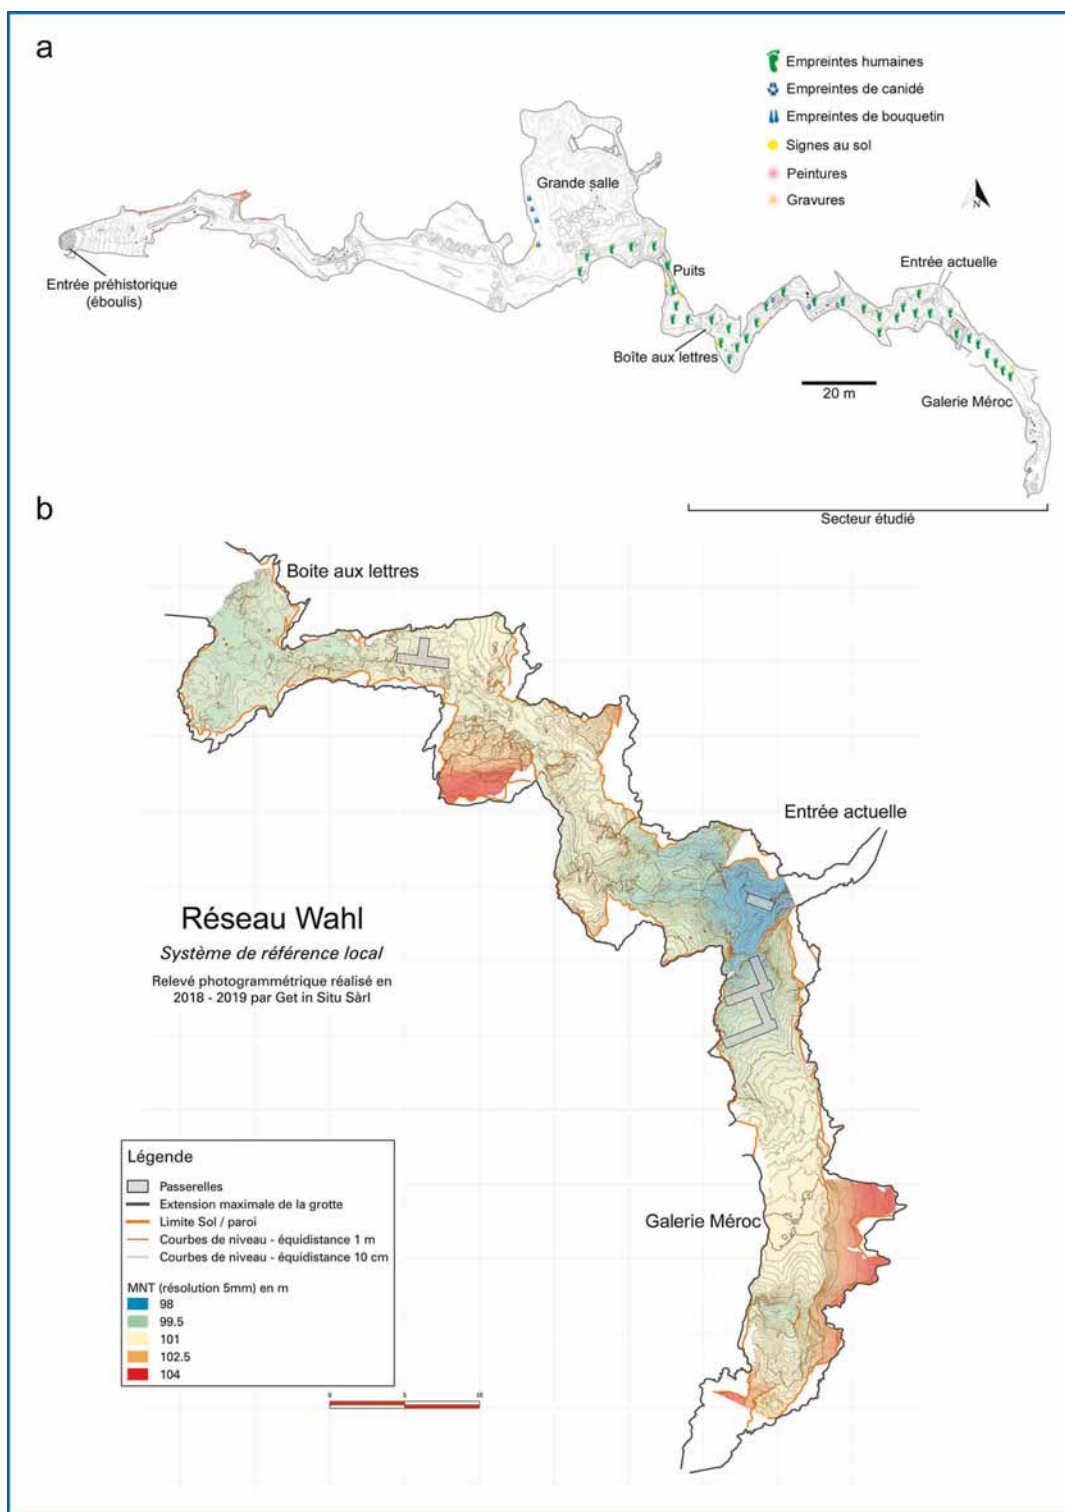 a
Empreintes humaines
Empreintes de canidé
Empreintes de bouquetin
Signes au sol
Peintures
Gravures
N
Grande salle
Entrée préhistorique
(éboulis)
Puits
Entrée actuelle
Boîte aux lettres
20 m
Galerie Méroc
Secteur étudié
b
Boite aux lettres
Entrée actuelle
Réseau Wahl
Système de référence local
Relevé photogrammétrique réalisé en
2018 - 2019 par Get in Situ Sàrl
Galerie Méroc
Légende
Passerelles
Extension maximale de la grotte
Limite Sol / paroi
Courbes de niveau - équidistance 1 m
Courbes de niveau - équidistance 10 cm
MNT (résolution 5mm) en m
98
99.5
101
102.5
104
0 5 10